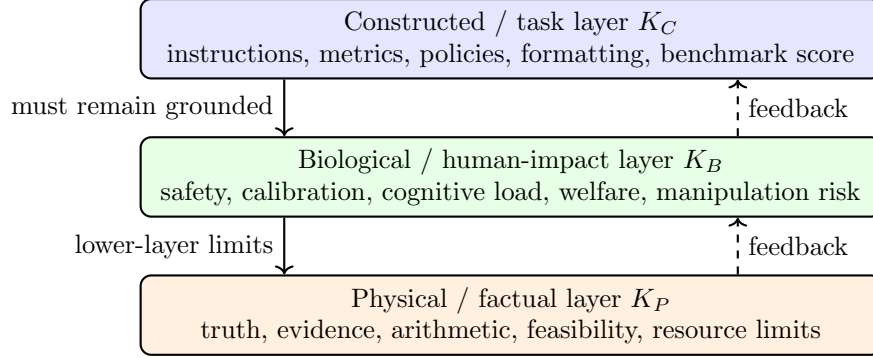 Constructed / task layer K_C
instructions, metrics, policies, formatting, benchmark score
must remain grounded
feedback
Biological / human-impact layer K_B
safety, calibration, cognitive load, welfare, manipulation risk
lower-layer limits
feedback
Physical / factual layer K_P
truth, evidence, arithmetic, feasibility, resource limits